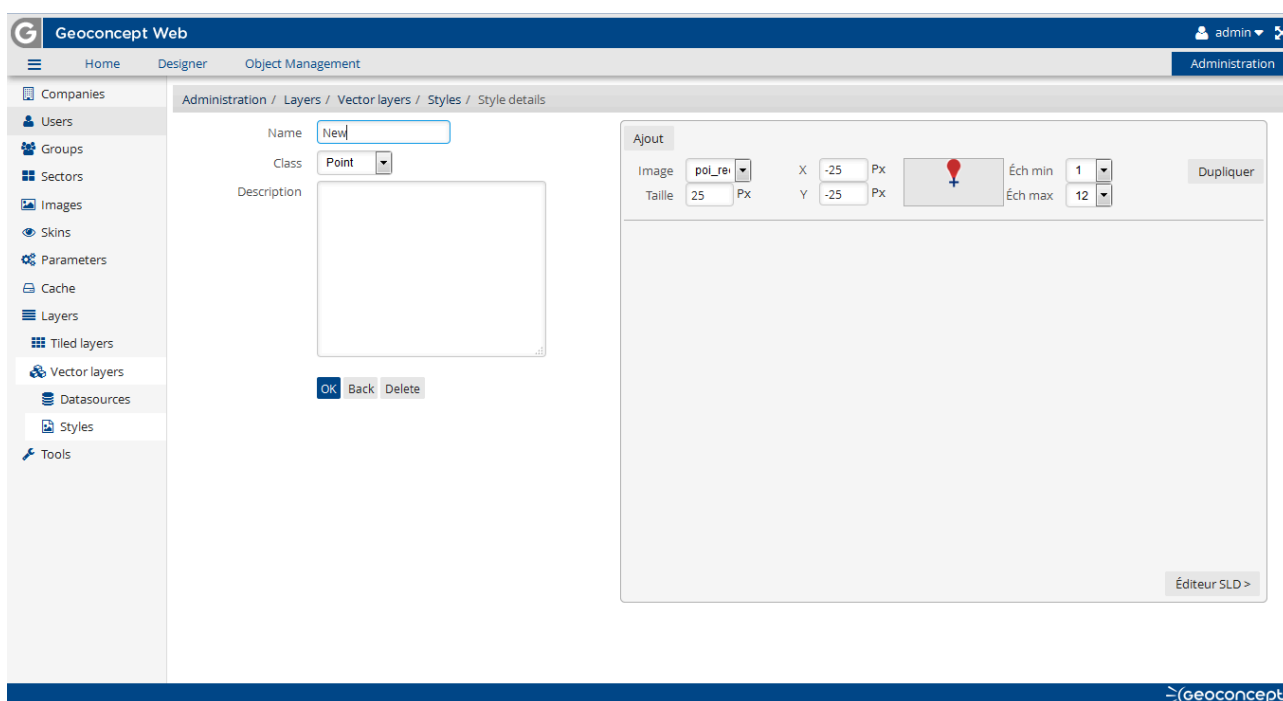 G Geoconcept Web admin
Home Designer Object Management Administration
Companies
Users
Groups
Sectors
Images
Skins
Parameters
Cache
Layers
Tiled layers
Vector layers
Datasources
Styles
Tools
Administration / Layers / Vector layers / Styles / Style details
Name New
Class Point
Description
OK Back Delete
Ajout
Image poi_re X -25 Px Éch min 1 Dupliquer
Taille 25 Px Y -25 Px Éch max 12
Éditeur SLD >
Geoconcept